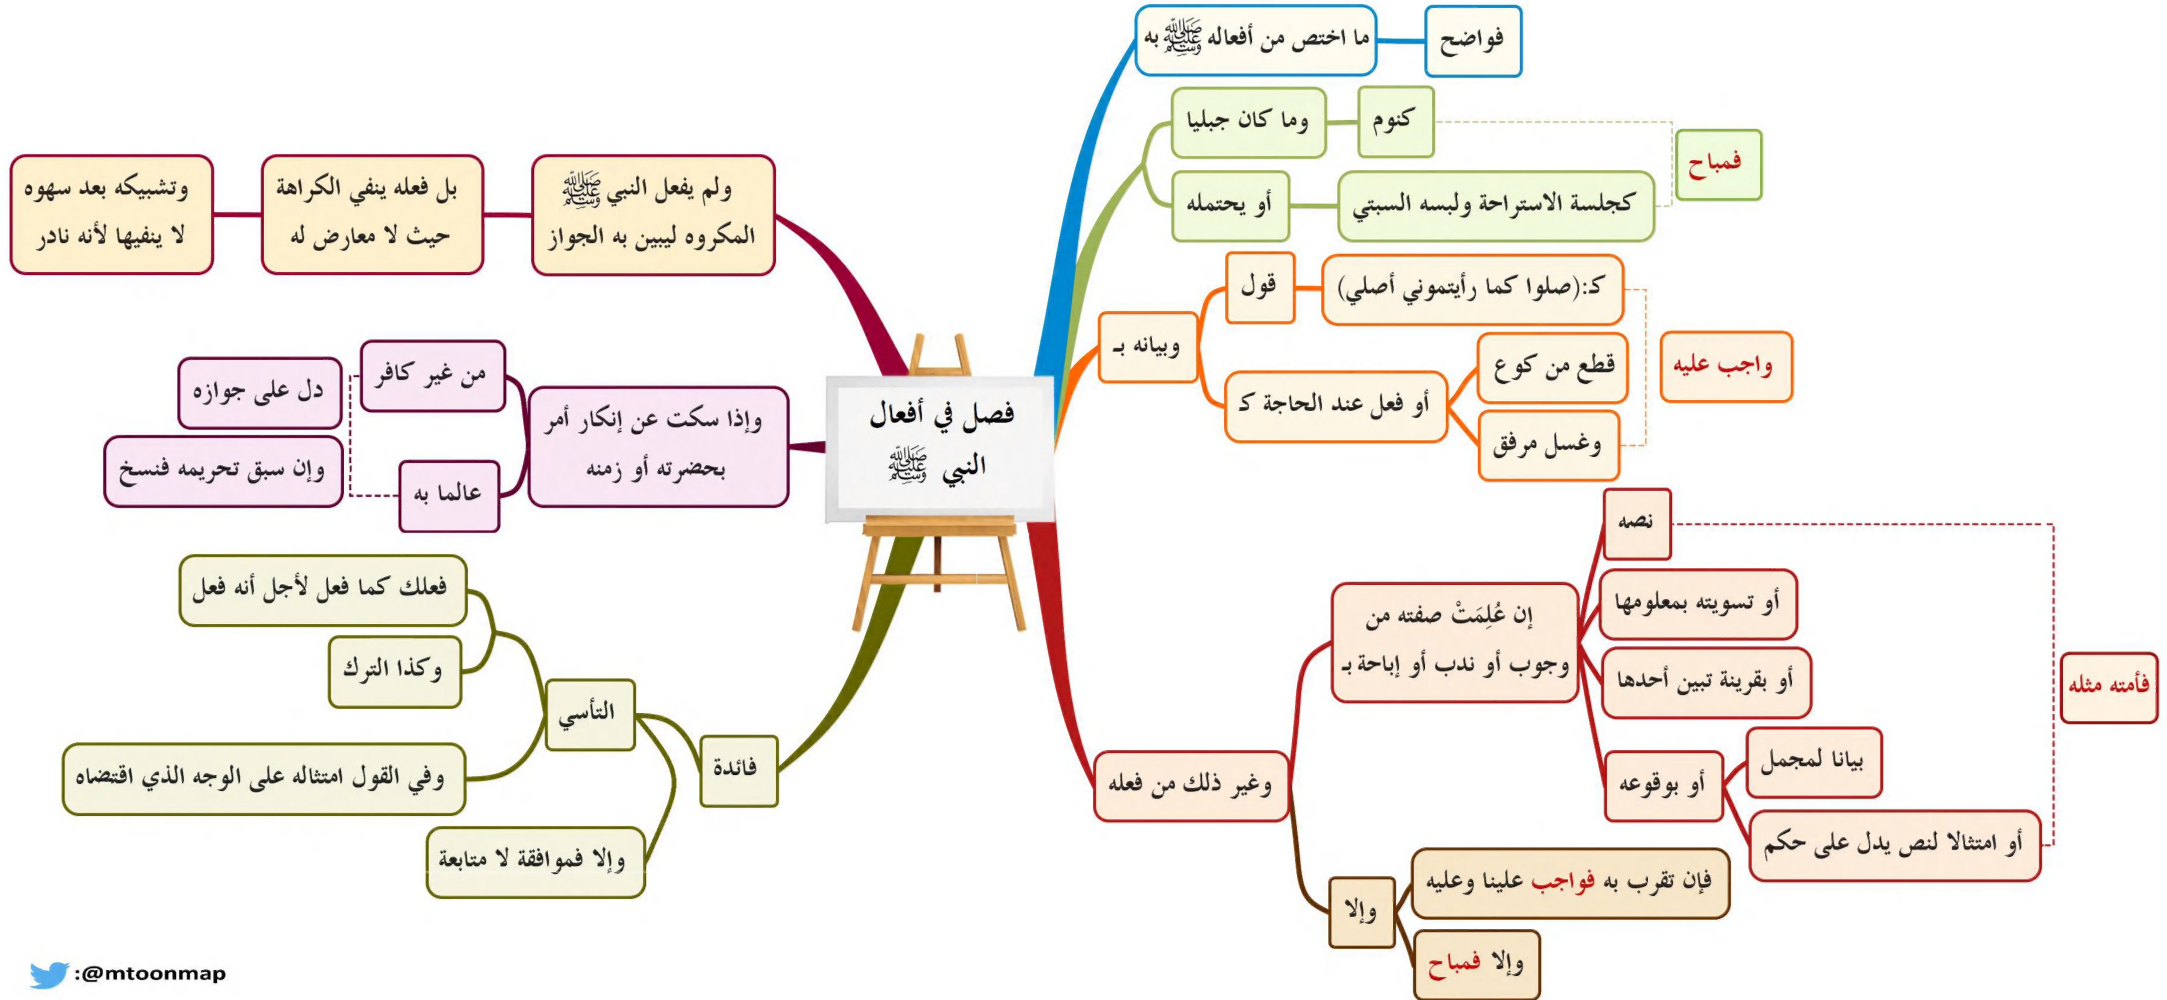 فصل في أفعال
النبي ﷺ
ما اختص من أفعاله ﷺ به
فواضح
وما كان جبليا
كنوم
أو يحتمله
كجلسة الاستراحة ولبسه السبتي
فمباح
وبيانه بـ
قول
كـ:(صلوا كما رأيتموني أصلي)
أو فعل عند الحاجة كـ
قطع من كوع
وغسل مرفق
واجب عليه
وغير ذلك من فعله
إن عُلِمَتْ صفته من
وجوب أو ندب أو إباحة بـ
نصه
أو تسويته بمعلومها
أو بقرينة تبين أحدها
أو بوقوعه
بيانا لمجمل
أو امتثالا لنص يدل على حكم
فأمته مثله
وإلا
فإن تقرب به فواجب علينا وعليه
وإلا فمباح
ولم يفعل النبي ﷺ
المكروه ليبين به الجواز
بل فعله ينفي الكراهة
حيث لا معارض له
وتشبيكه بعد سهوه
لا ينفيها لأنه نادر
وإذا سكت عن إنكار أمر
بحضرته أو زمنه
من غير كافر
عالما به
دل على جوازه
وإن سبق تحريمه فنسخ
فائدة
التأسي
فعلك كما فعل لأجل أنه فعل
وكذا الترك
وفي القول امتثاله على الوجه الذي اقتضاه
وإلا فموافقة لا متابعة
:@mtoonmap